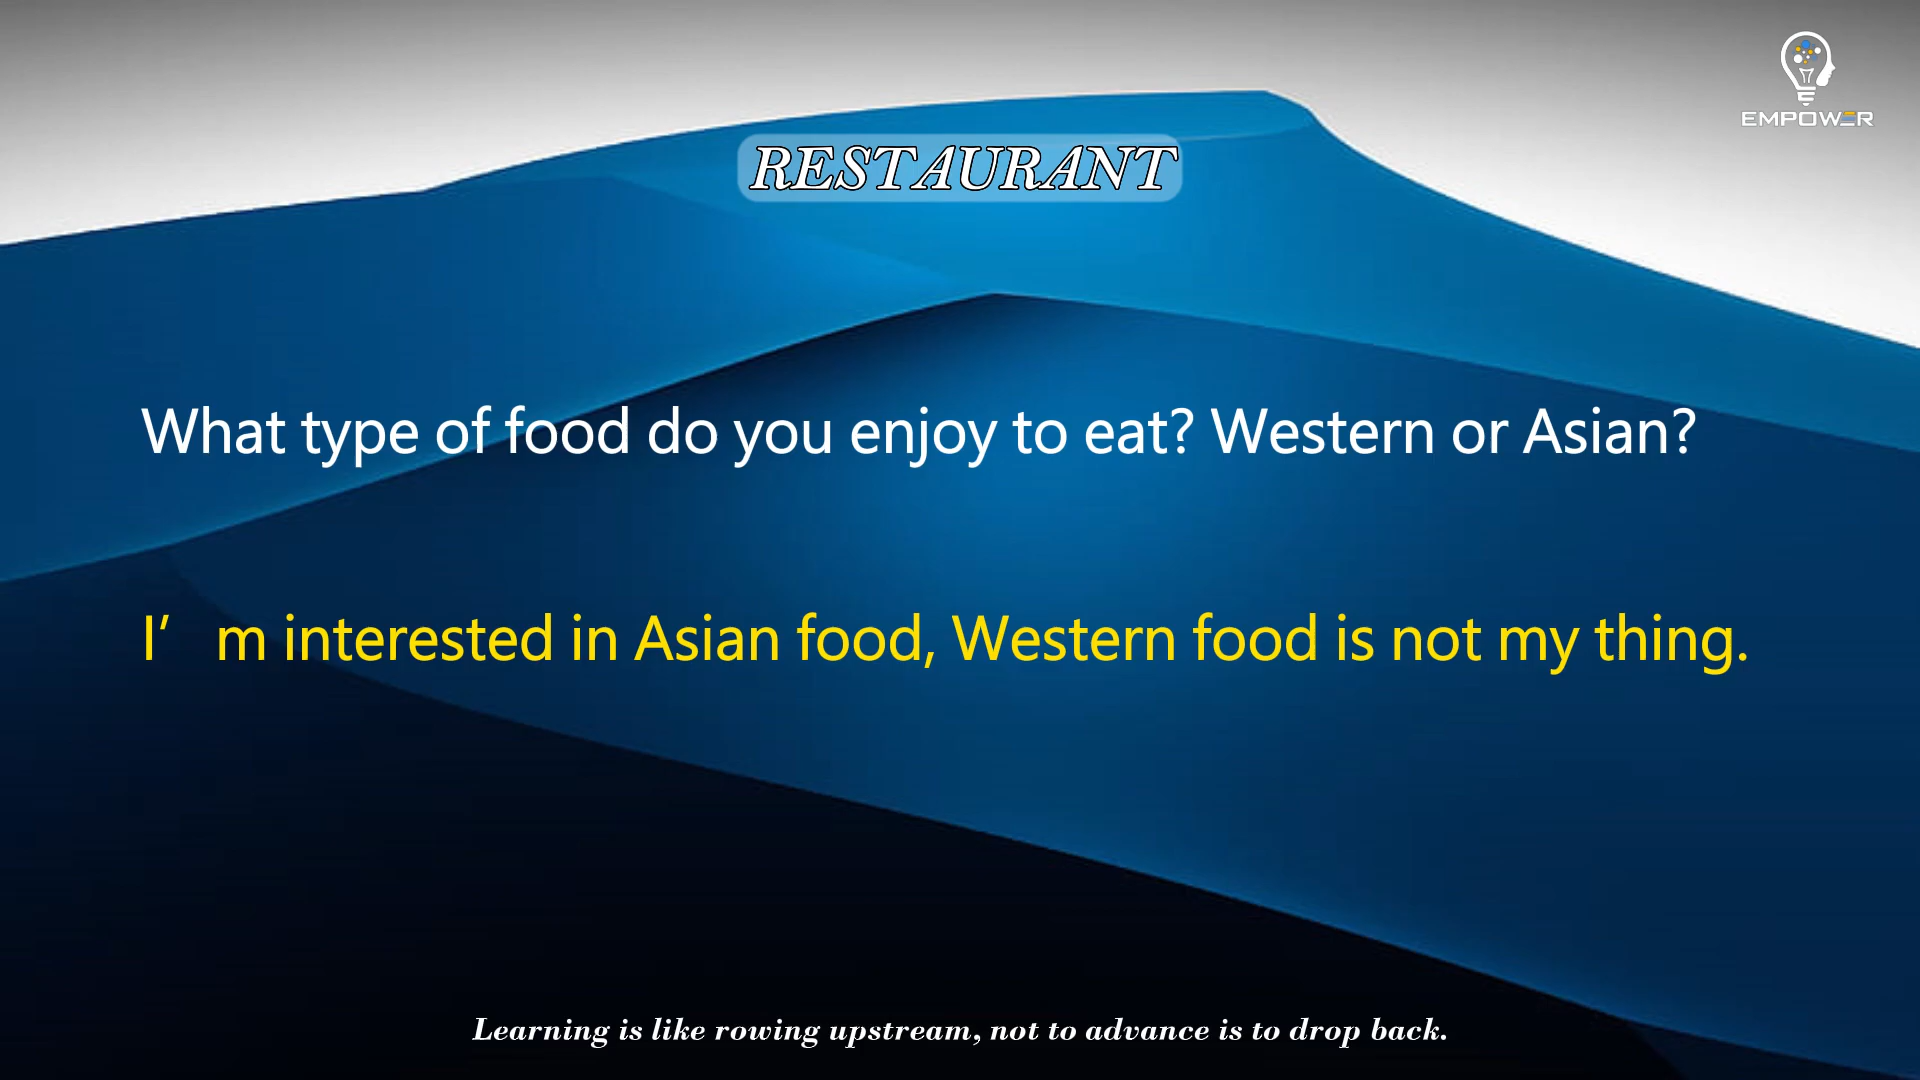 EMPOWER
RESTAURANT
What type of food do you enjoy to eat? Western or Asian?
I’ m interested in Asian food, Western food is not my thing.
Learning is like rowing upstream, not to advance is to drop back.